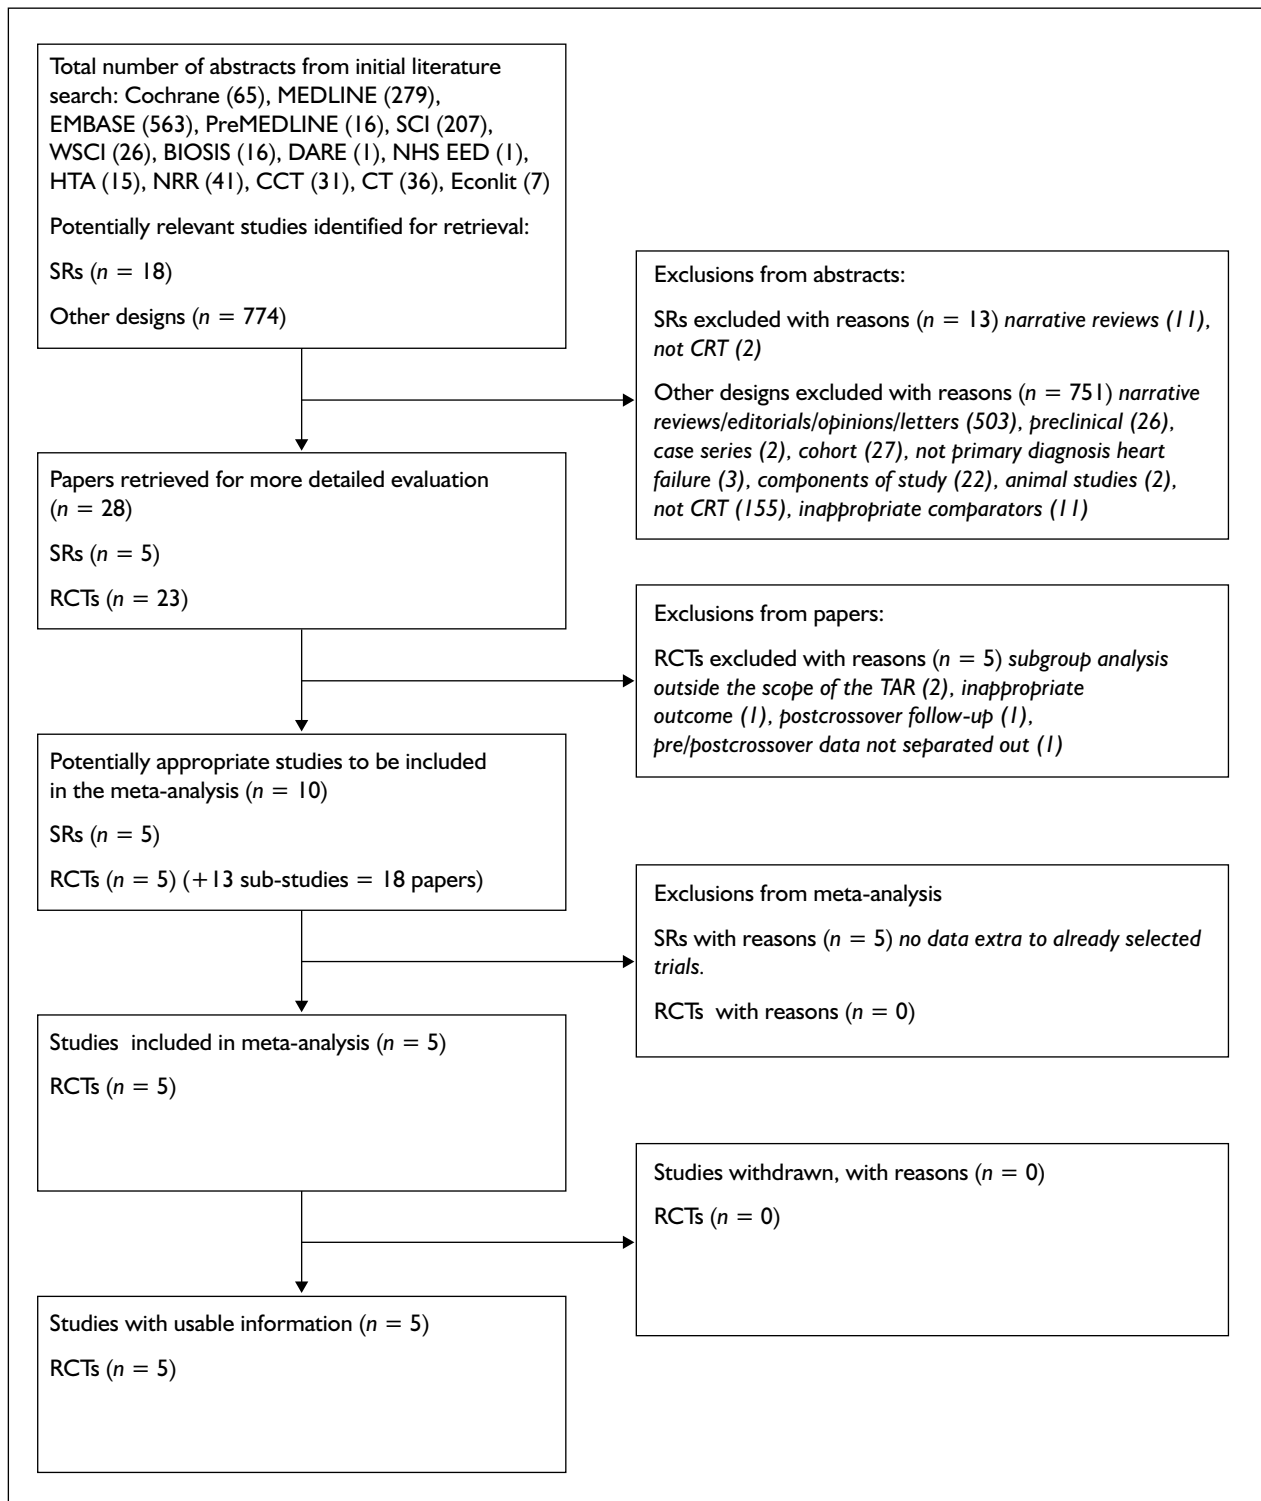 Total number of abstracts from initial literature
search: Cochrane (65), MEDLINE (279),
EMBASE (563), PreMEDLINE (16), SCI (207),
WSCI (26), BIOSIS (16), DARE (1), NHS EED (1),
HTA (15), NRR (41), CCT (31), CT (36), Econlit (7)
Potentially relevant studies identified for retrieval:
SRs (n = 18)
Other designs (n = 774)
Exclusions from abstracts:
SRs excluded with reasons (n = 13) narrative reviews (11),
not CRT (2)
Other designs excluded with reasons (n = 751) narrative
reviews/editorials/opinions/letters (503), preclinical (26),
case series (2), cohort (27), not primary diagnosis heart
failure (3), components of study (22), animal studies (2),
not CRT (155), inappropriate comparators (11)
Papers retrieved for more detailed evaluation
(n = 28)
SRs (n = 5)
RCTs (n = 23)
Exclusions from papers:
RCTs excluded with reasons (n = 5) subgroup analysis
outside the scope of the TAR (2), inappropriate
outcome (1), postcrossover follow-up (1),
pre/postcrossover data not separated out (1)
Potentially appropriate studies to be included
in the meta-analysis (n = 10)
SRs (n = 5)
RCTs (n = 5) (+13 sub-studies = 18 papers)
Exclusions from meta-analysis
SRs with reasons (n = 5) no data extra to already selected
trials.
RCTs with reasons (n = 0)
Studies included in meta-analysis (n = 5)
RCTs (n = 5)
Studies withdrawn, with reasons (n = 0)
RCTs (n = 0)
Studies with usable information (n = 5)
RCTs (n = 5)